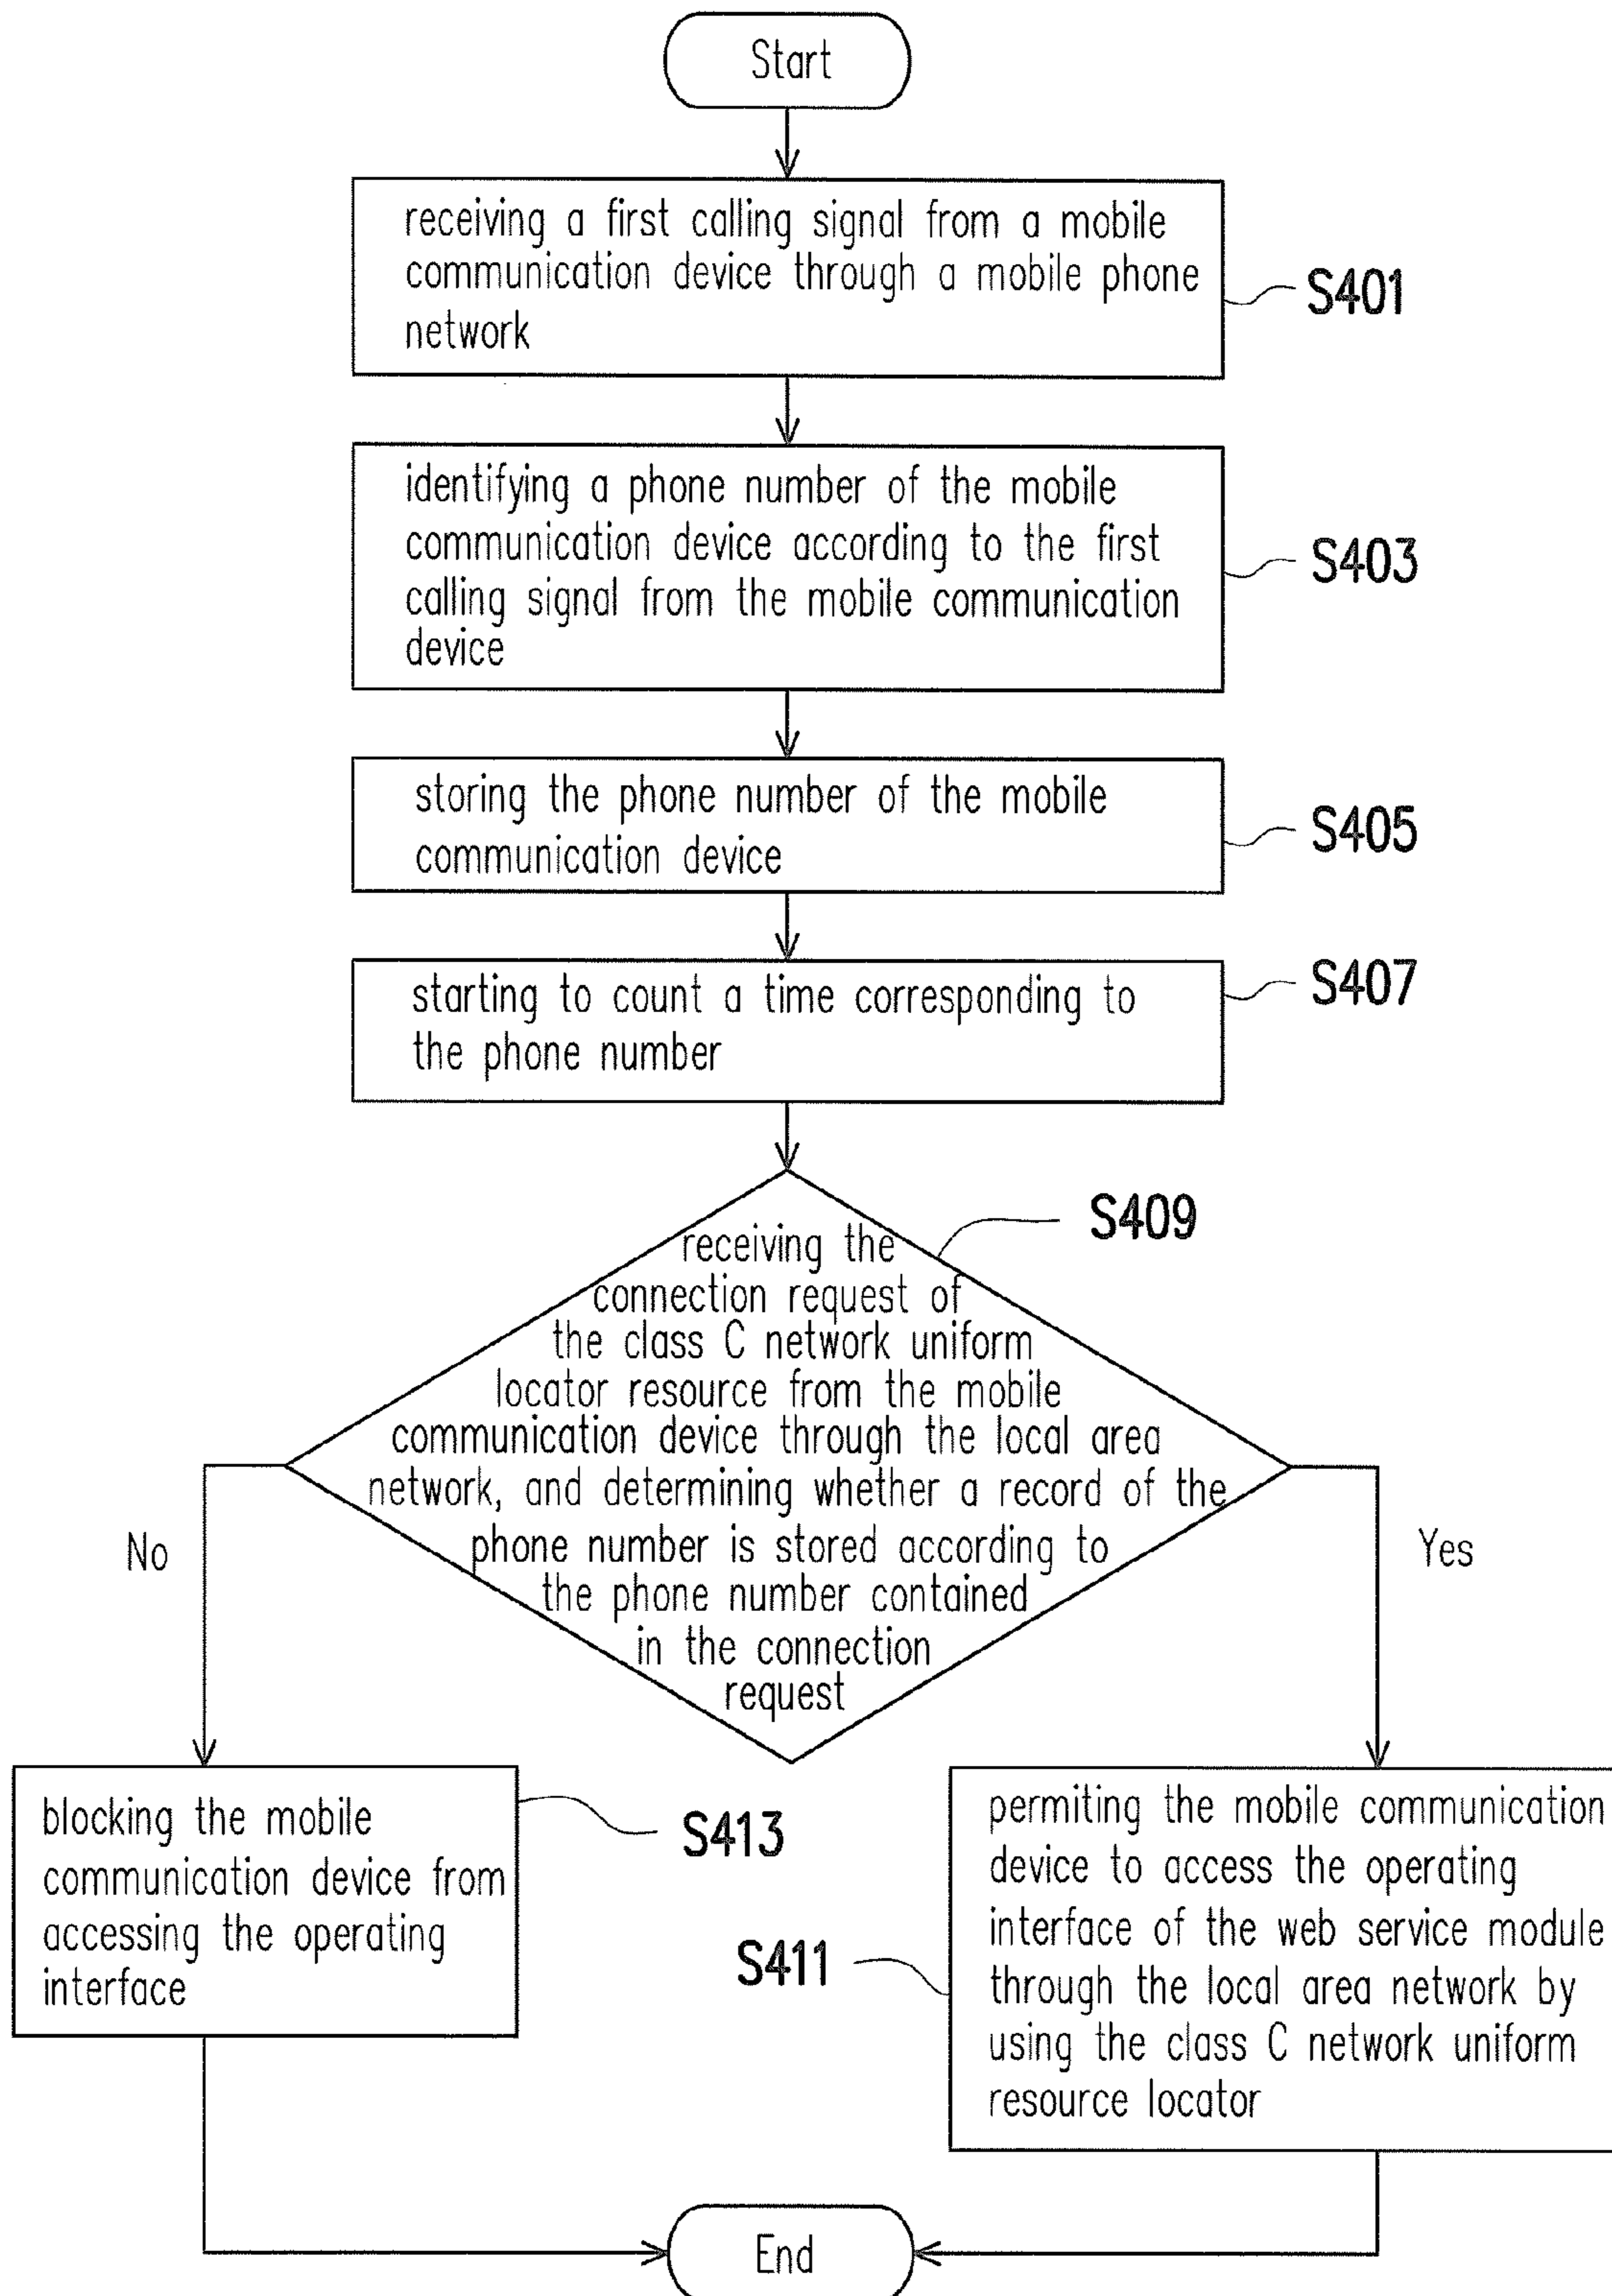 Start
receiving a first calling signal from a mobile
communication device through a mobile phone
network
S401
identifying a phone number of the mobile
communication device according to the first
calling signal from the mobile communication
device
S403
storing the phone number of the mobile
communication device
S405
starting to count a time corresponding to
the phone number
S407
receiving the
connection request of
the class C network uniform
locator resource from the mobile
communication device through the local area
network, and determining whether a record of the
phone number is stored according to
the phone number contained
in the connection
request
S409
No
Yes
blocking the mobile
communication device from
accessing the operating
interface
S413
permiting the mobile communication
device to access the operating
interface of the web service module
through the local area network by
using the class C network uniform
resource locator
S411
End